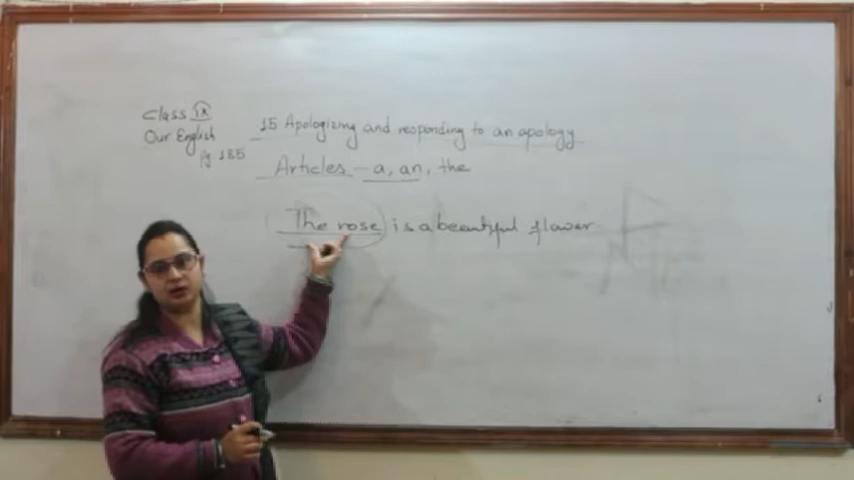 Class IX
Our English
Pg 185
15 Apologizing and responding to an apology
Articles - a, an, the
The rose is a beautiful flower